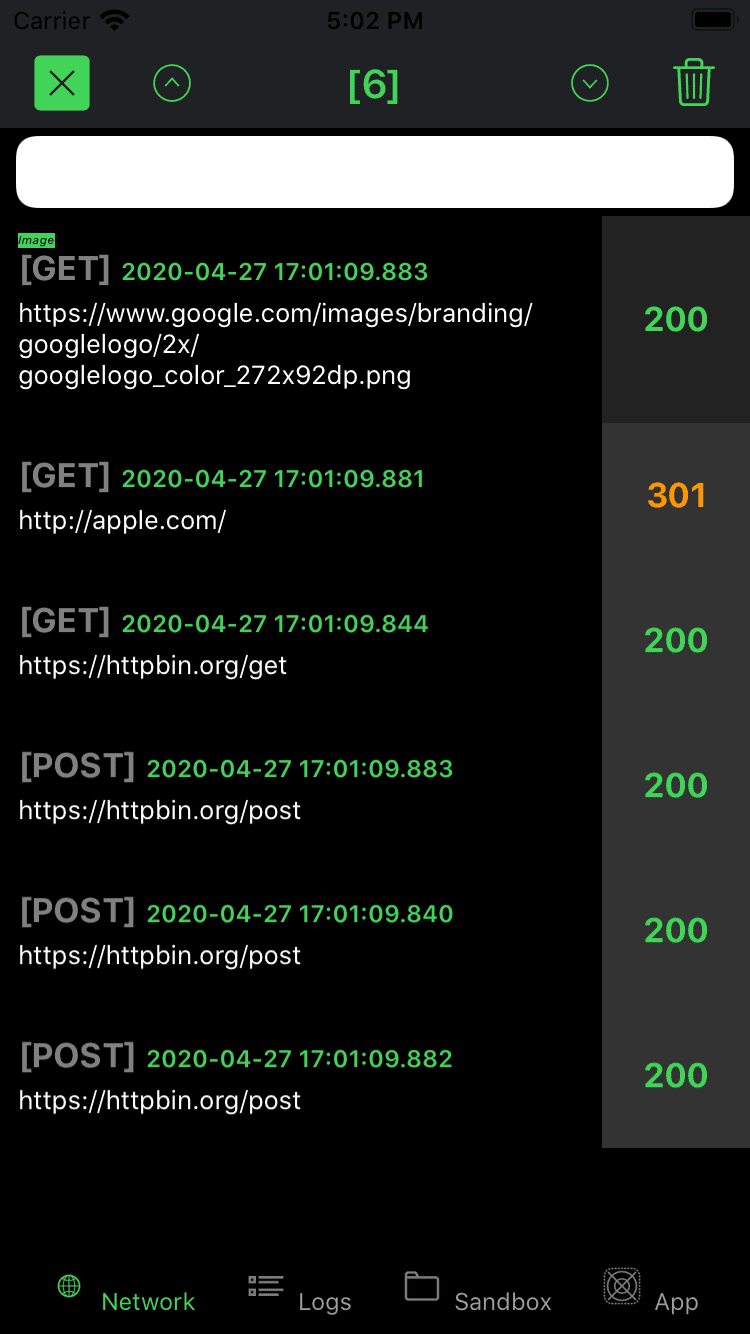 Carrier 5:02 PM
[6]
Image
[GET] 2020-04-27 17:01:09.883
https://www.google.com/images/branding/
googlelogo/2x/
googlelogo_color_272x92dp.png
200
[GET] 2020-04-27 17:01:09.881
http://apple.com/
301
[GET] 2020-04-27 17:01:09.844
https://httpbin.org/get
200
[POST] 2020-04-27 17:01:09.883
https://httpbin.org/post
200
[POST] 2020-04-27 17:01:09.840
https://httpbin.org/post
200
[POST] 2020-04-27 17:01:09.882
https://httpbin.org/post
200
Network Logs Sandbox App